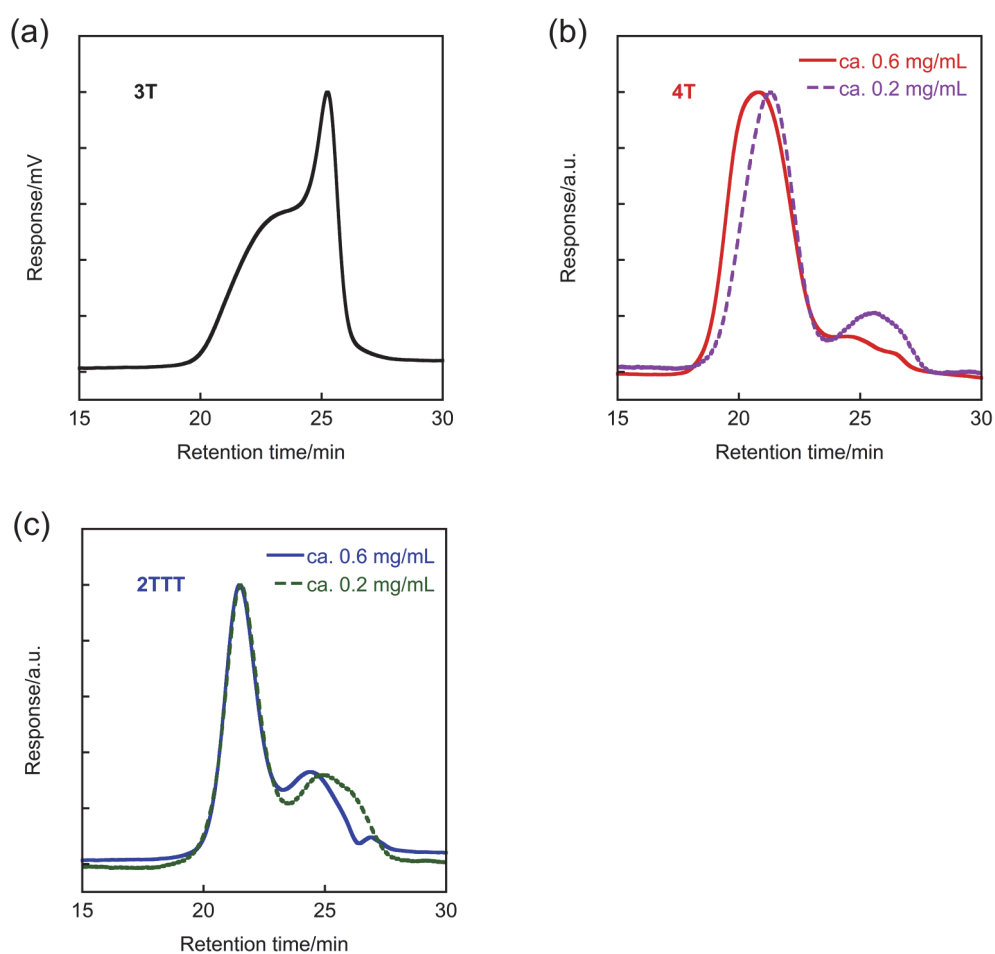 (a)
3T
Response/mV
15 20 25 30
Retention time/min
(b)
4T
ca. 0.6 mg/mL
ca. 0.2 mg/mL
Response/a.u.
15 20 25 30
Retention time/min
(c)
2TTT
ca. 0.6 mg/mL
ca. 0.2 mg/mL
Response/a.u.
15 20 25 30
Retention time/min